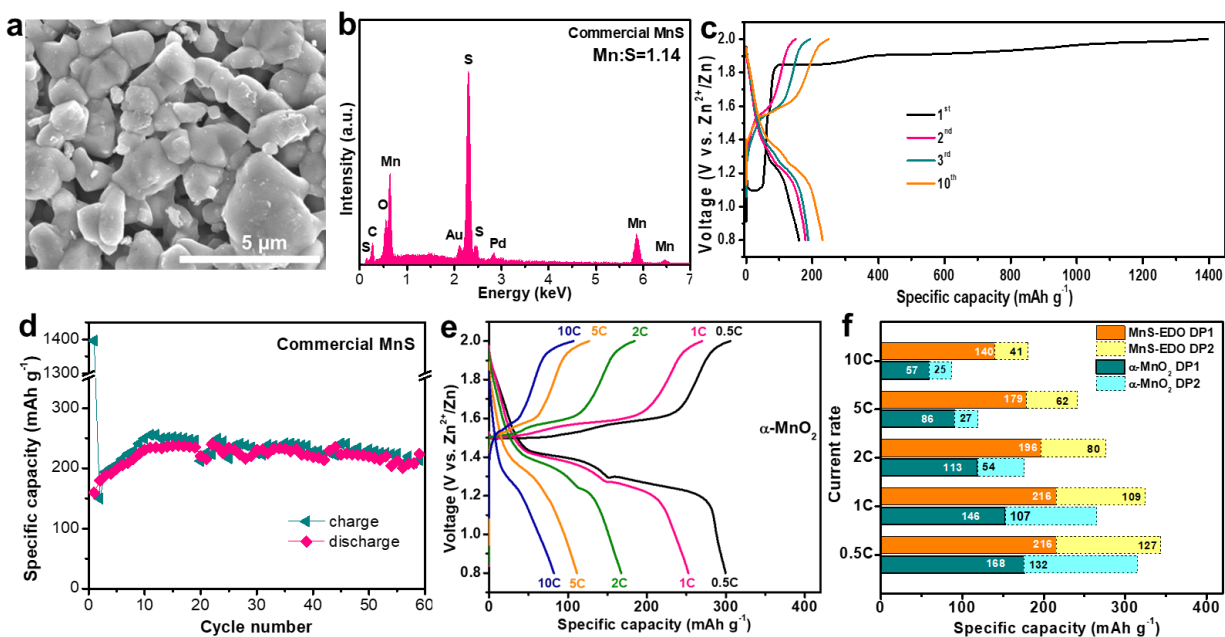 a
5 µm
b
Commercial MnS
Mn:S=1.14
Intensity (a.u.)
S
C
O
Mn
Au
S
S
Pd
Mn
Mn
0 1 2 3 4 5 6 7
Energy (keV)
c
Voltage (V vs. Zn²⁺/Zn)
2.0
1.8
1.6
1.4
1.2
1.0
0.8
1ˢᵗ
2ⁿᵈ
3ʳᵈ
10ᵗʰ
0 200 400 600 800 1000 1200 1400
Specific capacity (mAh g⁻¹)
d
Commercial MnS
Specific capacity (mAh g⁻¹)
1400
1300
250
200
150
100
50
0
charge
discharge
0 10 20 30 40 50 60
Cycle number
e
Voltage (V vs. Zn²⁺/Zn)
2.0
1.8
1.6
1.4
1.2
1.0
0.8
10C 5C 2C 1C 0.5C
α-MnO₂
10C 5C 2C 1C 0.5C
0 100 200 300 400
Specific capacity (mAh g⁻¹)
f
MnS-EDO DP1
MnS-EDO DP2
α-MnO₂ DP1
α-MnO₂ DP2
Current rate
10C
140 41
57 25
5C
179 62
86 27
2C
196 80
113 54
1C
216 109
146 107
0.5C
216 127
168 132
0 100 200 300 400
Specific capacity (mAh g⁻¹)